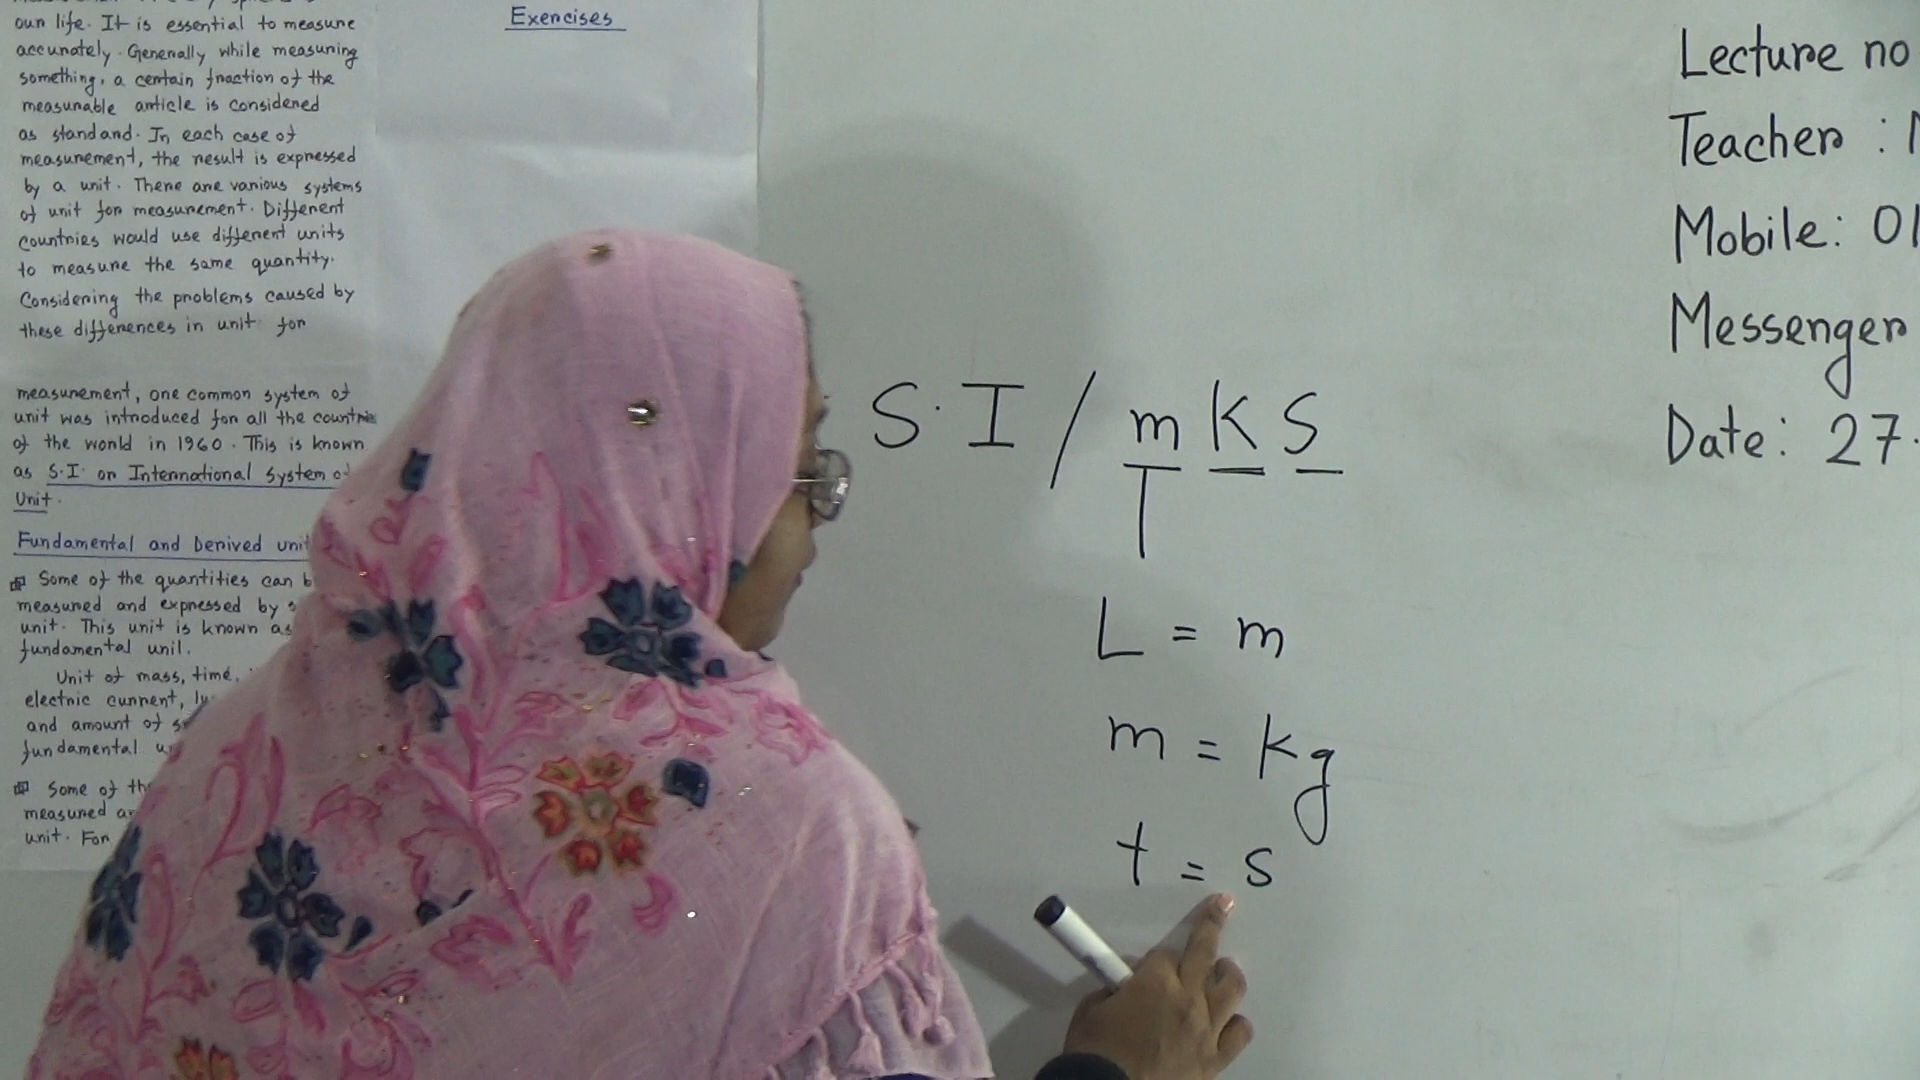 our life. It is essential to measure
accurately. Generally while measuring
something, a certain fraction of the
measurable article is considered
as standard. In each case of
measurement, the result is expressed
by a unit. There are various systems
of unit for measurement. Different
countries would use different units
to measure the same quantity.
Considering the problems caused by
these differences in unit for
measurement, one common system of
unit was introduced for all the countrie
of the world in 1960. This is known
as S.I. or International System of
Unit.
Fundamental and Derived unit
Some of the quantities can b
measured and expressed by
unit. This unit is known as
fundamental unil.
Unit of mass, time,
electric current, lu
and amount of s
fundamental u
Some of th
measured a
unit. For
Exercises
S.I / m K S
L = m
m = kg
t = s
Lecture no
Teacher :
Mobile: 01
Messenger
Date: 27.